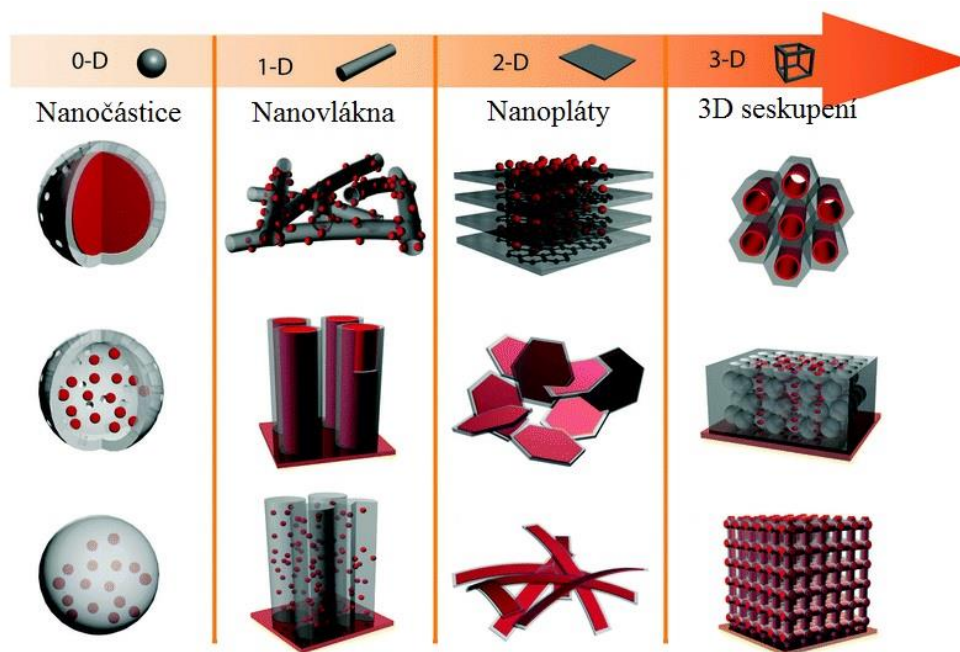 0-D
1-D
2-D
3-D
Nanočástice
Nanovlákna
Nanopláty
3D seskupení